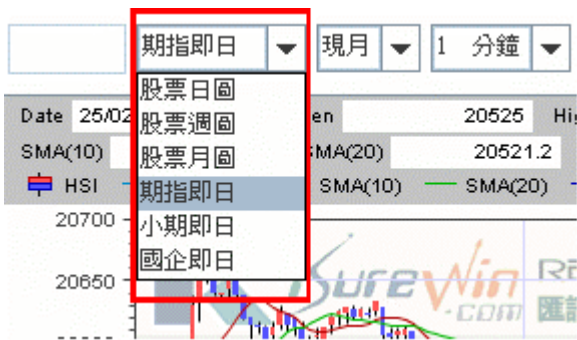 期指即日 現月 1 分鐘
股票日圖
Date 25/02 en 20525 Hi
股票週圖
SMA(10) SMA(20) 20521.2
股票月圖
HSI SMA(10) SMA(20)
期指即日
20700
小期即日
國企即日
20650
iSureWin
.com